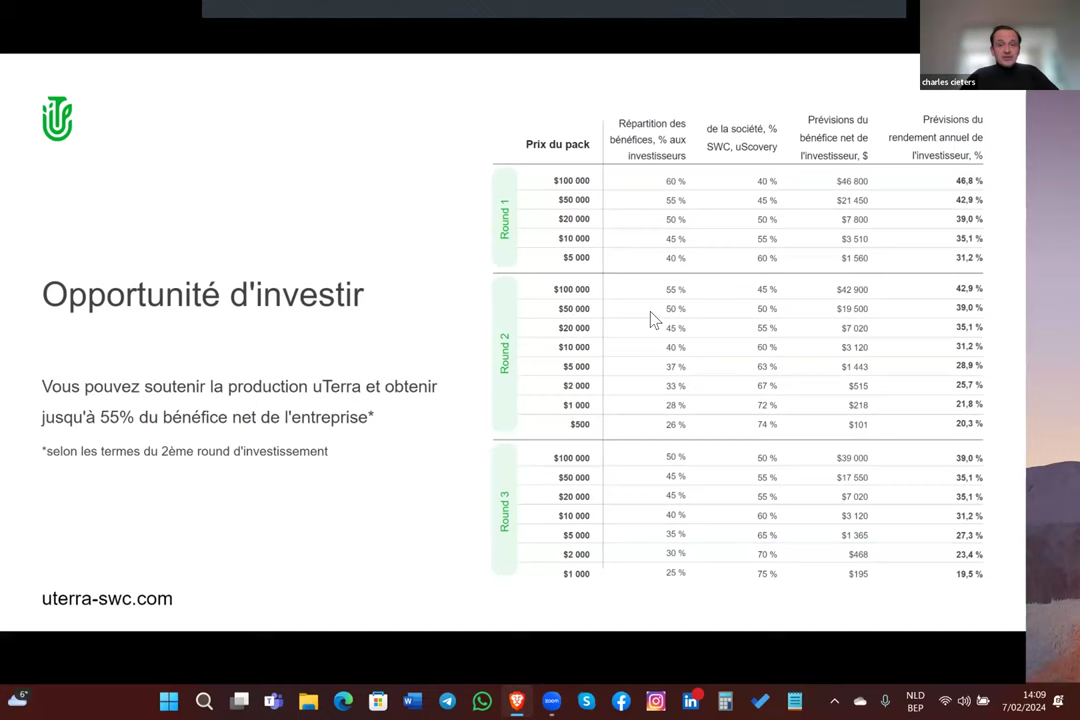 charles cieters
Opportunité d'investir
Vous pouvez soutenir la production uTerra et obtenir
jusqu'à 55% du bénéfice net de l'entreprise*
*selon les termes du 2ème round d'investissement
uterra-swc.com
Prix du pack
Répartition des
bénéfices, % aux
investisseurs
de la société, %
SWC, uScovery
Prévisions du
bénéfice net de
l'investisseur, $
Prévisions du
rendement annuel de
l'investisseur, %
Round 1
$100 000 60 % 40 % $46 800 46,8 %
$50 000 55 % 45 % $21 450 42,9 %
$20 000 50 % 50 % $7 800 39,0 %
$10 000 45 % 55 % $3 510 35,1 %
$5 000 40 % 60 % $1 560 31,2 %
Round 2
$100 000 55 % 45 % $42 900 42,9 %
$50 000 50 % 50 % $19 500 39,0 %
$20 000 45 % 55 % $7 020 35,1 %
$10 000 40 % 60 % $3 120 31,2 %
$5 000 37 % 63 % $1 443 28,9 %
$2 000 33 % 67 % $515 25,7 %
$1 000 28 % 72 % $218 21,8 %
$500 26 % 74 % $101 20,3 %
Round 3
$100 000 50 % 50 % $39 000 39,0 %
$50 000 45 % 55 % $17 550 35,1 %
$20 000 45 % 55 % $7 020 35,1 %
$10 000 40 % 60 % $3 120 31,2 %
$5 000 35 % 65 % $1 365 27,3 %
$2 000 30 % 70 % $468 23,4 %
$1 000 25 % 75 % $195 19,5 %
6°
zoom
NLD
BEP
14:09
7/02/2024